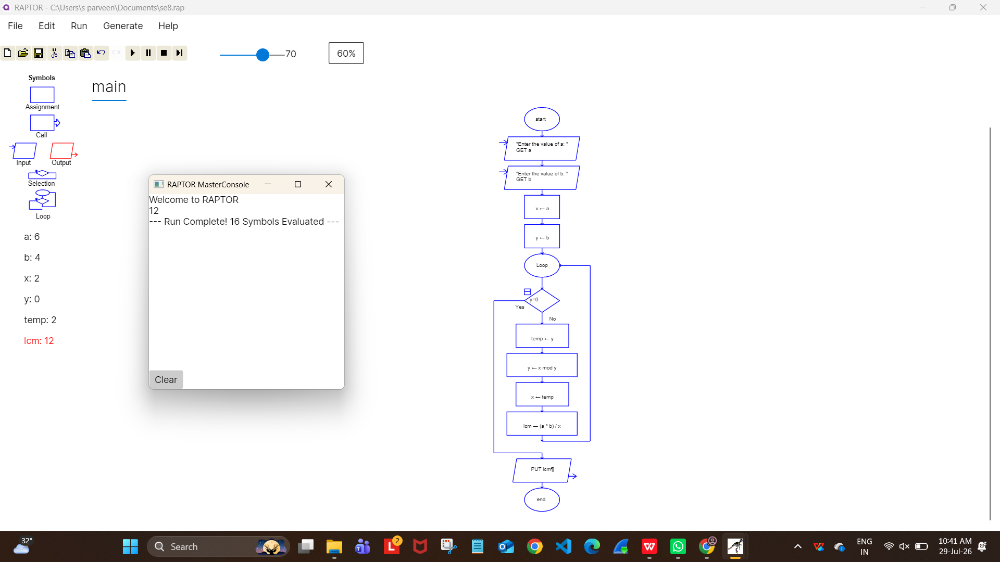 RAPTOR - C:\Users\s parveen\Documents\se8.rap
File Edit Run Generate Help
70
60%
Symbols
Assignment
Call
Input Output
Selection
Loop
a: 6
b: 4
x: 2
y: 0
temp: 2
lcm: 12
main
RAPTOR MasterConsole
Welcome to RAPTOR
12
--- Run Complete! 16 Symbols Evaluated ---
Clear
start
"Enter the value of a: "
GET a
"Enter the value of b: "
GET b
x ← a
y ← b
Loop
y=0
Yes
No
temp ← y
y ← x mod y
x ← temp
lcm ← (a * b) / x
PUT lcm¶
end
32°
Search
2
ENG
IN
10:41 AM
29-Jul-26